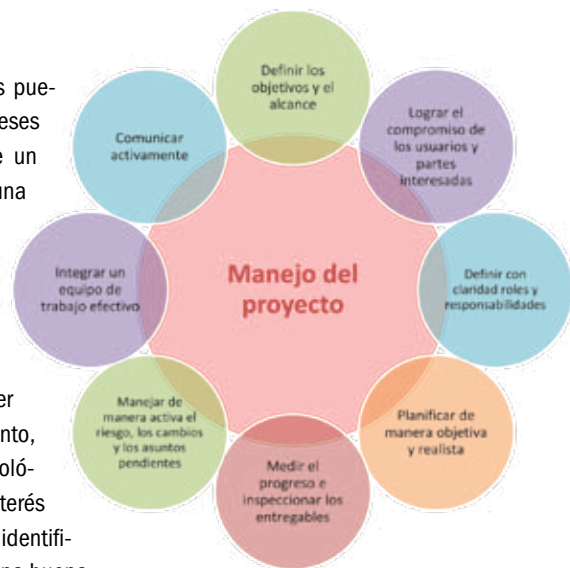 s pue-
eses
e un
una
er
nto,
oló-
terés
identifi-
Definir los
objetivos y el
alcance
Lograr el
compromiso de
los usuarios y
partes
interesadas
Definir con
claridad roles y
responsabilidades
Planificar de
manera objetiva
y realista
Medir el
progreso e
inspeccionar los
entregables
Manejar de
manera activa el
riesgo, los cambios
y los asuntos
pendientes
Integrar un
equipo de
trabajo efectivo
Comunicar
activamente
Manejo del
proyecto